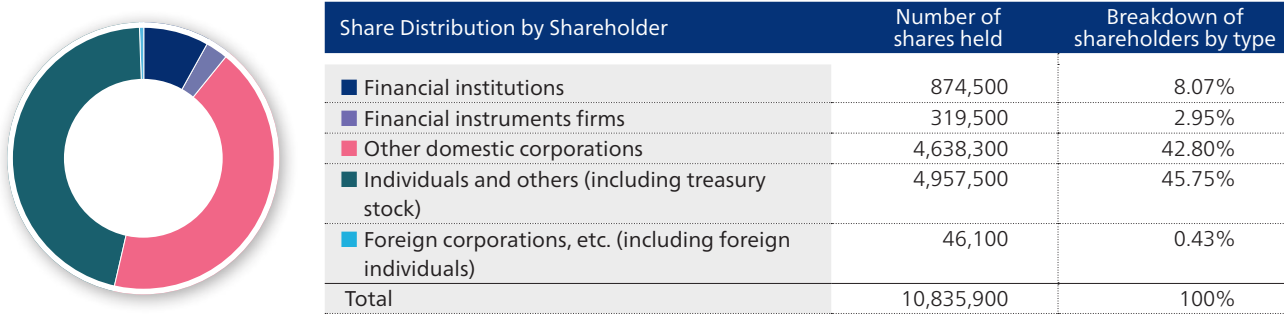 Share Distribution by Shareholder
Number of
shares held
Breakdown of
shareholders by type
Financial institutions 874,500 8.07%
Financial instruments firms 319,500 2.95%
Other domestic corporations 4,638,300 42.80%
Individuals and others (including treasury 4,957,500 45.75%
stock)
Foreign corporations, etc. (including foreign 46,100 0.43%
individuals)
Total 10,835,900 100%